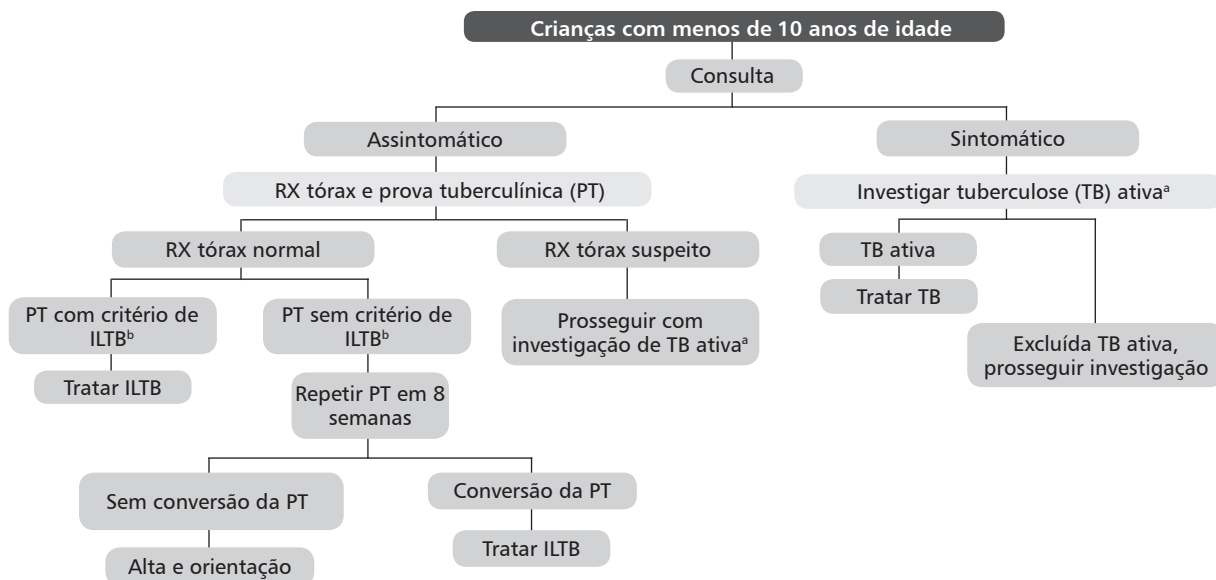 Crianças com menos de 10 anos de idade
Consulta
Assintomático
Sintomático
RX tórax e prova tuberculínica (PT)
Investigar tuberculose (TB) ativaᵃ
RX tórax normal
RX tórax suspeito
TB ativa
Tratar TB
PT com critério de
ILTBᵇ
PT sem critério de
ILTBᵇ
Prosseguir com
investigação de TB ativaᵃ
Excluída TB ativa,
prosseguir investigação
Tratar ILTB
Repetir PT em 8
semanas
Sem conversão da PT
Conversão da PT
Alta e orientação
Tratar ILTB